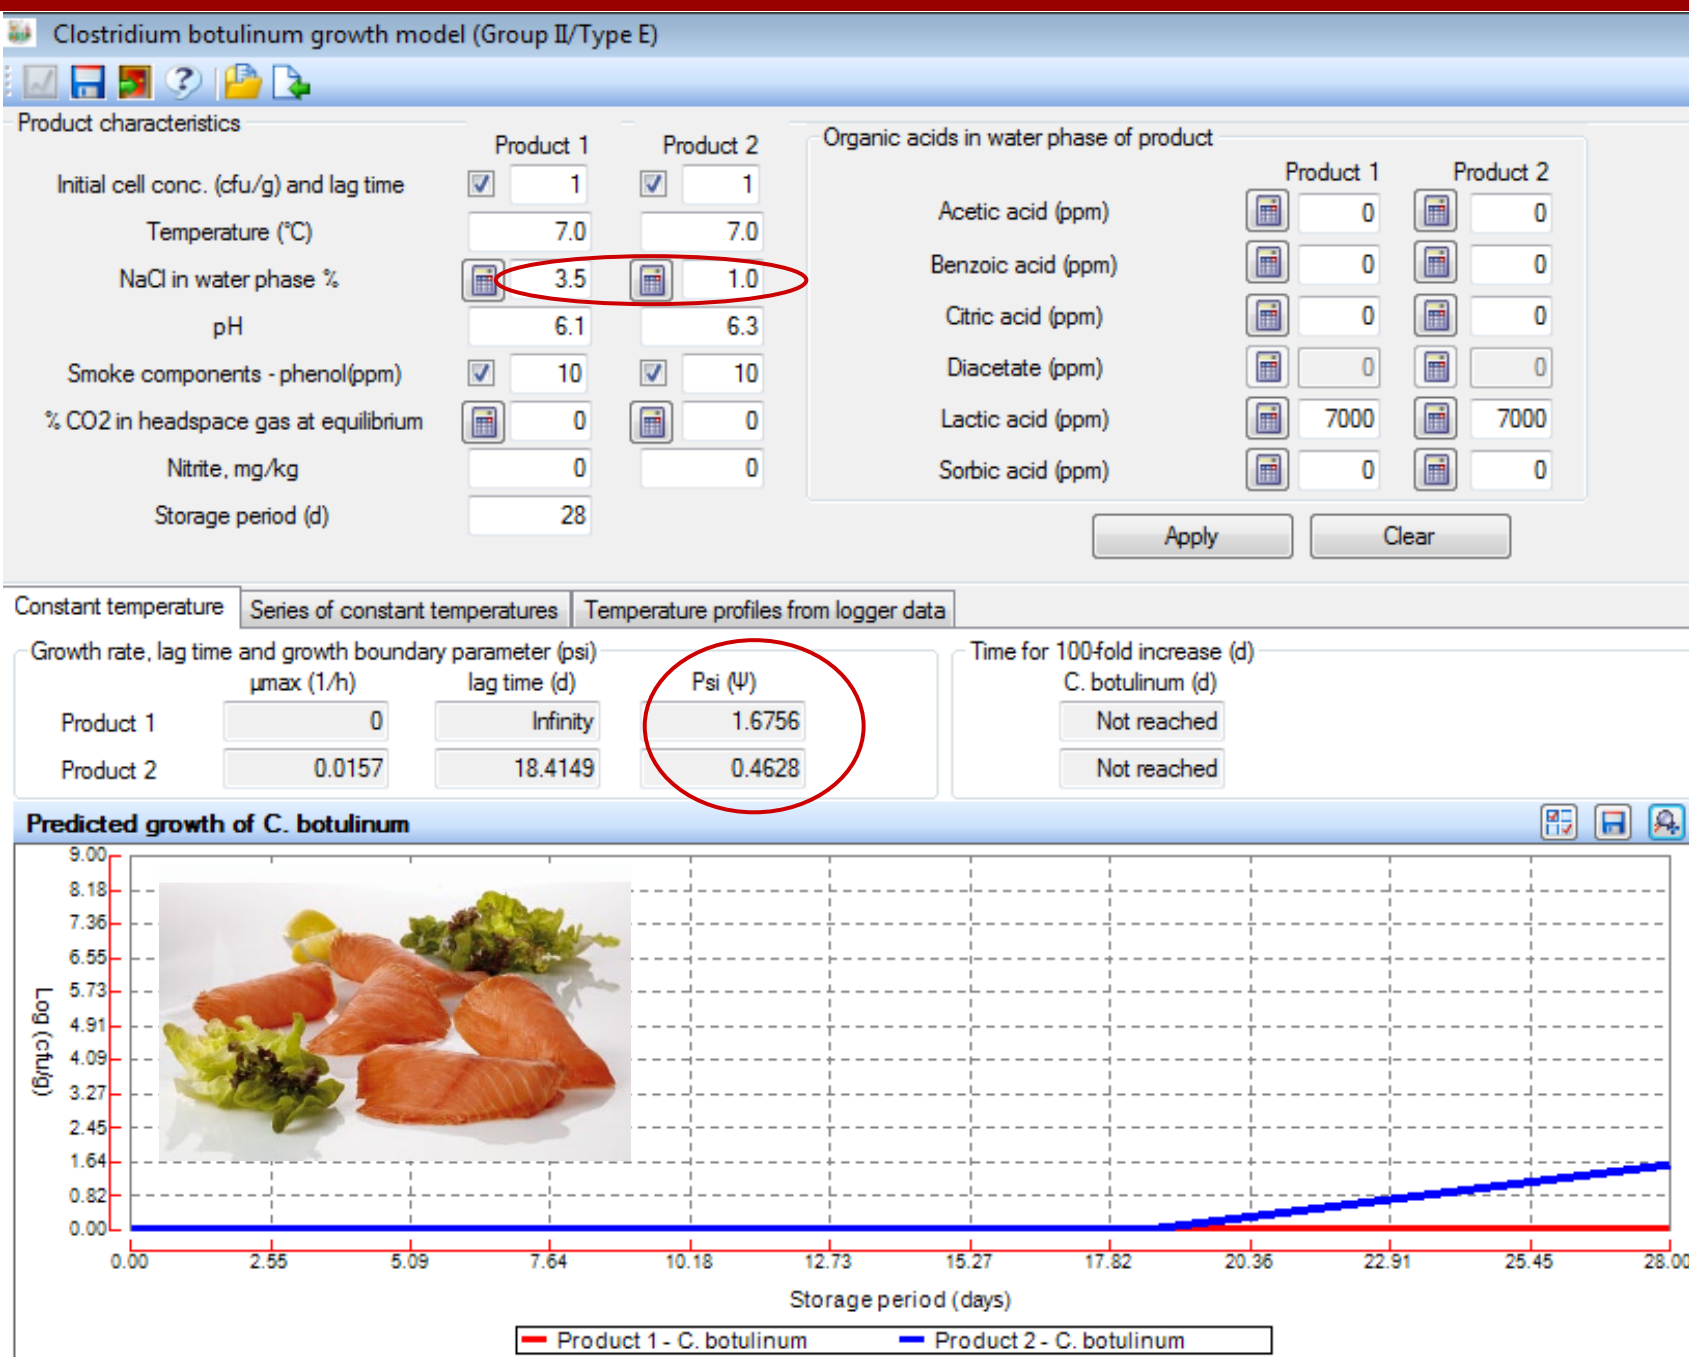 Clostridium botulinum growth model (Group II/Type E)
Product characteristics
Product 1 Product 2
Initial cell conc. (cfu/g) and lag time 1 1
Temperature (°C) 7.0 7.0
NaCl in water phase % 3.5 1.0
pH 6.1 6.3
Smoke components - phenol(ppm) 10 10
% CO2 in headspace gas at equilibrium 0 0
Nitrite, mg/kg 0 0
Storage period (d) 28
Organic acids in water phase of product
Product 1 Product 2
Acetic acid (ppm) 0 0
Benzoic acid (ppm) 0 0
Citric acid (ppm) 0 0
Diacetate (ppm) 0 0
Lactic acid (ppm) 7000 7000
Sorbic acid (ppm) 0 0
Apply Clear
Constant temperature Series of constant temperatures Temperature profiles from logger data
Growth rate, lag time and growth boundary parameter (psi)
µmax (1/h) lag time (d) Psi (Ψ)
Product 1 0 Infinity 1.6756
Product 2 0.0157 18.4149 0.4628
Time for 100-fold increase (d)
C. botulinum (d)
Not reached
Not reached
Predicted growth of C. botulinum
9.00
8.18
7.36
6.55
5.73
4.91
4.09
3.27
2.45
1.64
0.82
0.00
Log (cfu/g)
0.00 2.55 5.09 7.64 10.18 12.73 15.27 17.82 20.36 22.91 25.45 28.00
Storage period (days)
Product 1 - C. botulinum Product 2 - C. botulinum